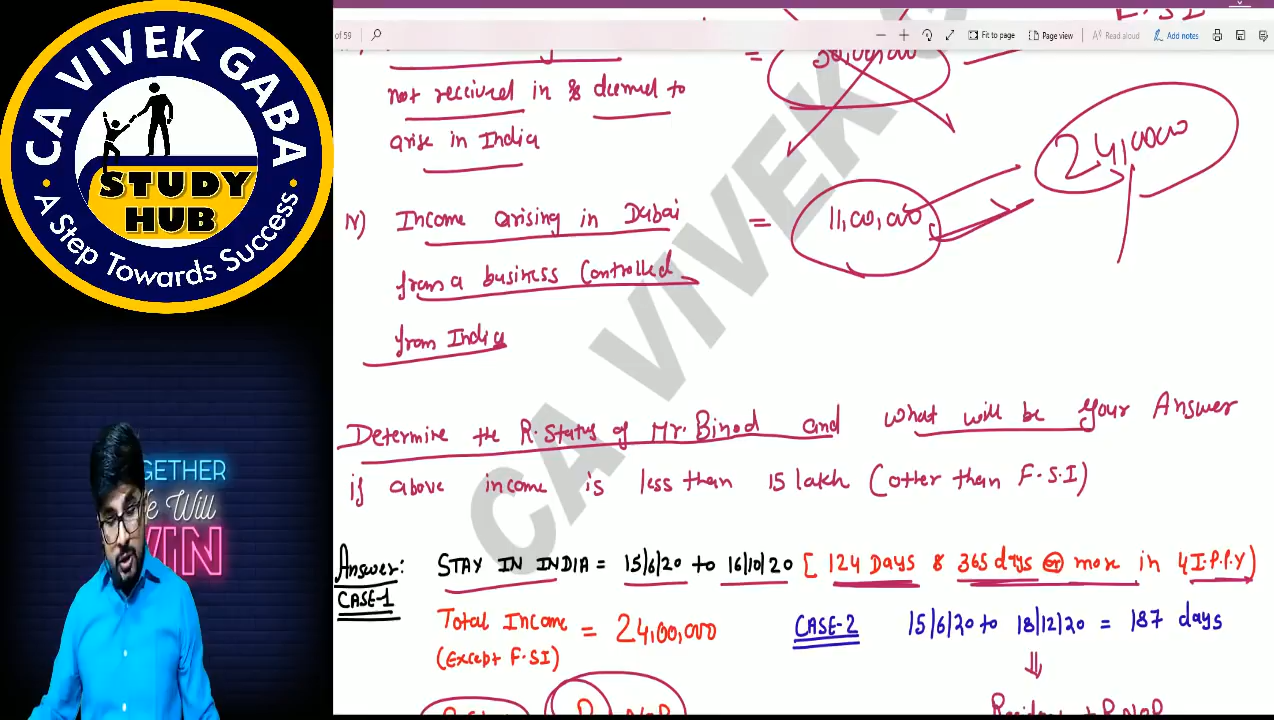 CA VIVEK GABA
STUDY
HUB
A Step Towards Success
of 59
Fit to page
Page view
Read aloud
Add notes
not received in & deemed to
arise in India
= 
24,00,000
IV) Income arising in Dubai = 11,00,000
from a business controlled
from India
Determine the R. Status of Mr. Binod and what will be your Answer
if above income is less than 15 lakh (otter than F.S.I)
Answer: STAY IN INDIA = 15/6/20 to 16/10/20 [124 Days & 365 days or more in 4 I.P.P.Y)
CASE-1
Total Income = 24,00,000
(Except F.SI)
CASE-2 15/6/20 to 18/12/20 = 187 days
⇓
TOGETHER
We Will
WIN
CA VIVEK